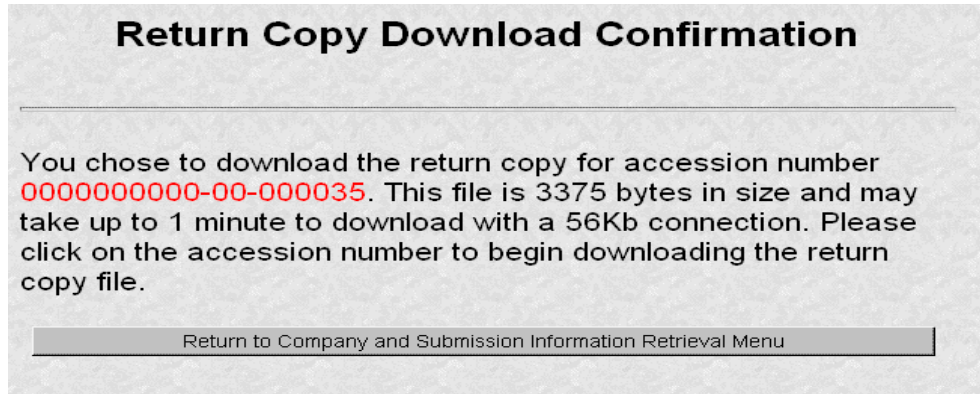 Return Copy Download Confirmation
You chose to download the return copy for accession number
0000000000-00-000035. This file is 3375 bytes in size and may
take up to 1 minute to download with a 56Kb connection. Please
click on the accession number to begin downloading the return
copy file.
Return to Company and Submission Information Retrieval Menu